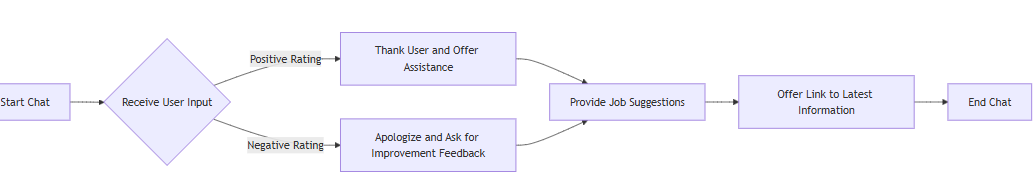 Start Chat
Receive User Input
Positive Rating
Negative Rating
Thank User and Offer
Assistance
Apologize and Ask for
Improvement Feedback
Provide Job Suggestions
Offer Link to Latest
Information
End Chat